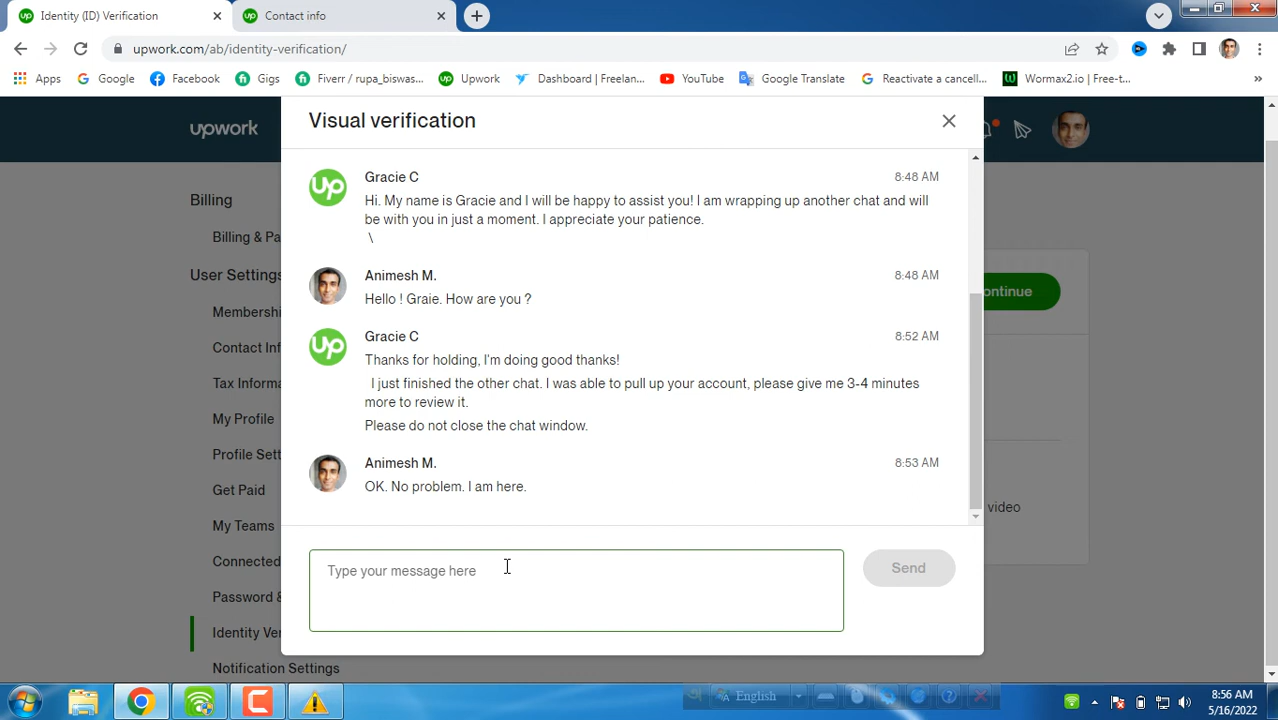 up Identity (ID) Verification
up Contact info
upwork.com/ab/identity-verification/
Apps
Google
Facebook
Gigs
Fiverr / rupa_biswas...
Upwork
Dashboard | Freelan...
YouTube
Google Translate
Reactivate a cancell...
Wormax2.io | Free-t...
upwork
Visual verification
Billing
Billing & Pa
User Settings
Membershi
Contact Inf
Tax Informa
My Profile
Profile Sett
Get Paid
My Teams
Connected
Password &
Identity Ver
Notification Settings
ontinue
video
up
Gracie C
8:48 AM
Hi. My name is Gracie and I will be happy to assist you! I am wrapping up another chat and will
be with you in just a moment. I appreciate your patience.
\
Animesh M.
8:48 AM
Hello ! Graie. How are you ?
up
Gracie C
8:52 AM
Thanks for holding, I'm doing good thanks!
I just finished the other chat. I was able to pull up your account, please give me 3-4 minutes
more to review it.
Please do not close the chat window.
Animesh M.
8:53 AM
OK. No problem. I am here.
Type your message here
Send
English
8:56 AM
5/16/2022